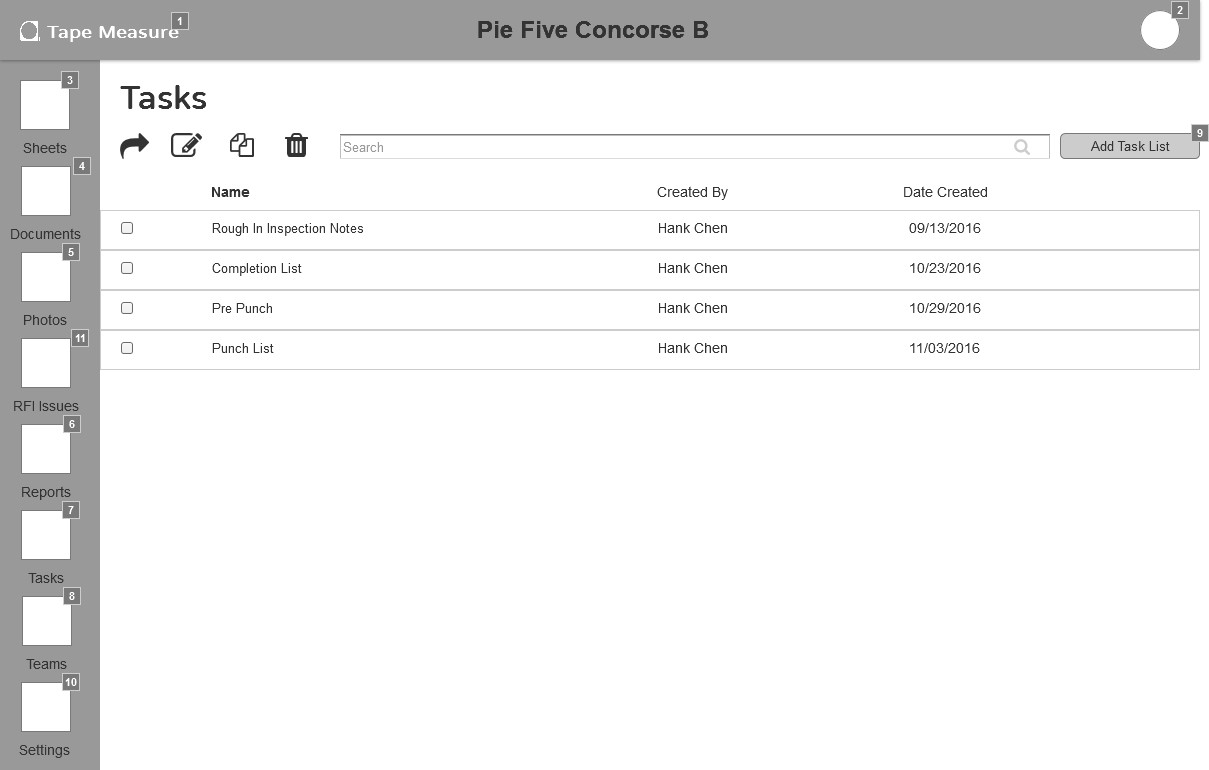 Tape Measure 1
Pie Five Concorse B
2
3
Sheets
4
Documents
5
Photos
11
RFI Issues
6
Reports
7
Tasks
8
Teams
10
Settings
Tasks
Search
Add Task List 9
Name Created By Date Created
Rough In Inspection Notes Hank Chen 09/13/2016
Completion List Hank Chen 10/23/2016
Pre Punch Hank Chen 10/29/2016
Punch List Hank Chen 11/03/2016